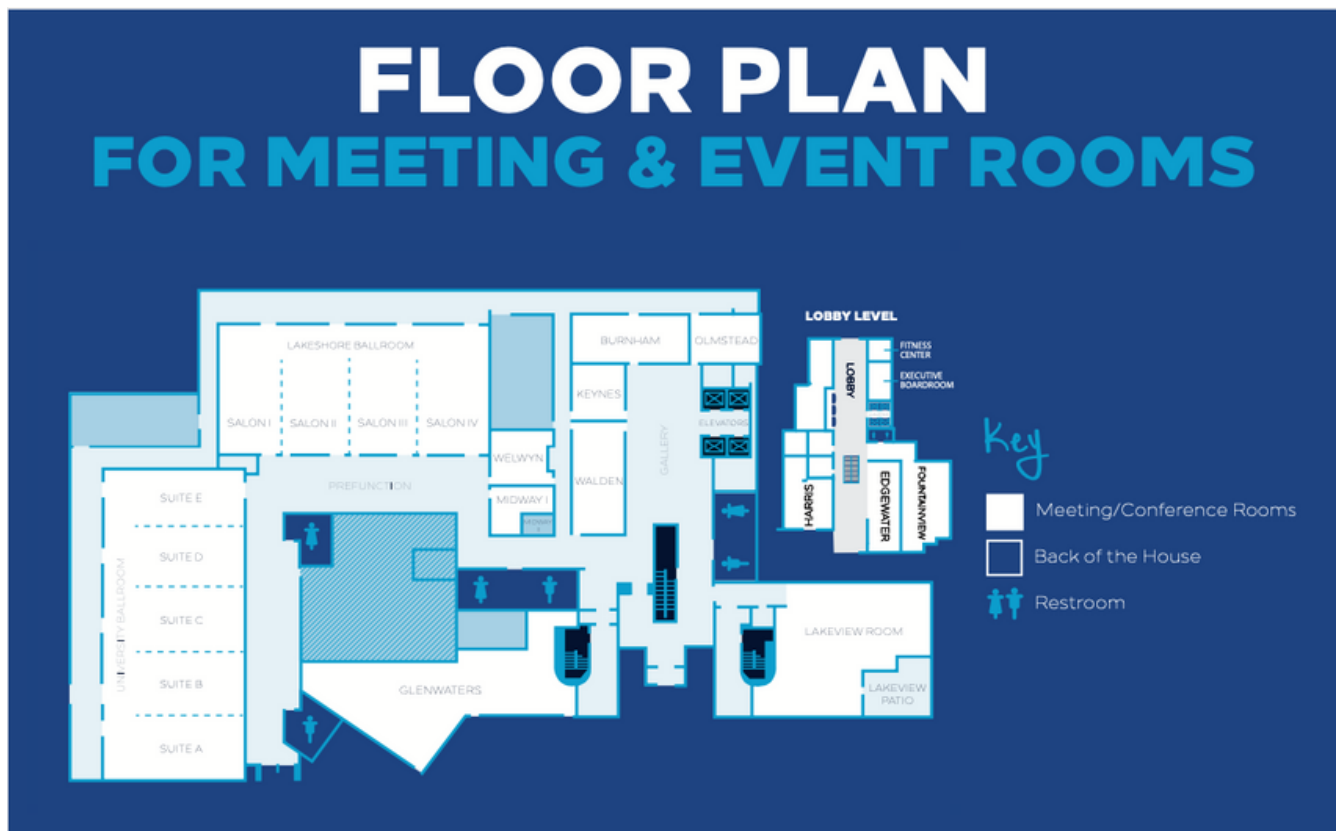 FLOOR PLAN
FOR MEETING & EVENT ROOMS
LAKESHORE BALLROOM
SALON I
SALON II
SALON III
SALON IV
BURNHAM
OLMSTEAD
KEYNES
ELEVATORS
GALLERY
WELWYN
WALDEN
MIDWAY I
PREFUNCTION
UNIVERSITY BALLROOM
SUITE E
SUITE D
SUITE C
SUITE B
SUITE A
GLENWATERS
LAKEVIEW ROOM
LAKEVIEW
PATIO
LOBBY LEVEL
LOBBY
FITNESS
CENTER
EXECUTIVE
BOARDROOM
HARRIS
EDGEWATER
FOUNTAINVIEW
Key
Meeting/Conference Rooms
Back of the House
Restroom